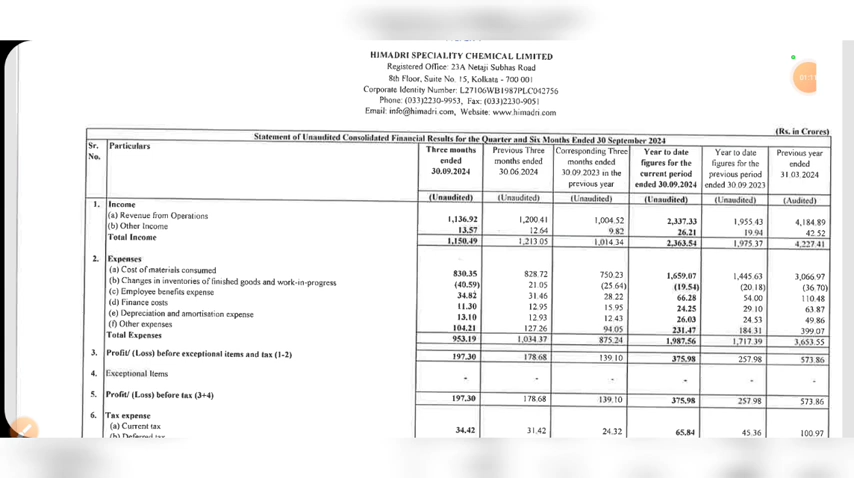 HIMADRI SPECIALITY CHEMICAL LIMITED
Registered Office: 23A Netaji Subhas Road
8th Floor, Suite No. 15, Kolkata - 700 001
Corporate Identity Number: L27106WB1987PLC042756
Phone: (033)2230-9953, Fax: (033)2230-9051
Email: info@himadri.com, Website: www.himadri.com
(Rs. in Crores)
Statement of Unaudited Consolidated Financial Results for the Quarter and Six Months Ended 30 September 2024
Sr. No. Particulars Three months ended 30.09.2024 Previous Three months ended 30.06.2024 Corresponding Three months ended 30.09.2023 in the previous year Year to date figures for the current period ended 30.09.2024 Year to date figures for the previous period ended 30.09.2023 Previous year ended 31.03.2024
(Unaudited) (Unaudited) (Unaudited) (Unaudited) (Unaudited) (Audited)
1. Income
(a) Revenue from Operations 1,136.92 1,200.41 1,004.52 2,337.33 1,955.43 4,184.89
(b) Other Income 13.57 12.64 9.82 26.21 19.94 42.52
Total Income 1,150.49 1,213.05 1,014.34 2,363.54 1,975.37 4,227.41
2. Expenses
(a) Cost of materials consumed 830.35 828.72 750.23 1,659.07 1,445.63 3,066.97
(b) Changes in inventories of finished goods and work-in-progress (40.59) 21.05 (25.64) (19.54) (20.18) (36.70)
(c) Employee benefits expense 34.82 31.46 28.22 66.28 54.00 110.48
(d) Finance costs 11.30 12.95 15.95 24.25 29.10 63.87
(e) Depreciation and amortisation expense 13.10 12.93 12.43 26.03 24.53 49.86
(f) Other expenses 104.21 127.26 94.05 231.47 184.31 399.07
Total Expenses 953.19 1,034.37 875.24 1,987.56 1,717.39 3,653.55
3. Profit/ (Loss) before exceptional items and tax (1-2) 197.30 178.68 139.10 375.98 257.98 573.86
4. Exceptional Items - - - - - -
5. Profit/ (Loss) before tax (3+4) 197.30 178.68 139.10 375.98 257.98 573.86
6. Tax expense
(a) Current tax 34.42 31.42 24.32 65.84 45.36 100.97
(b) Deferred tax